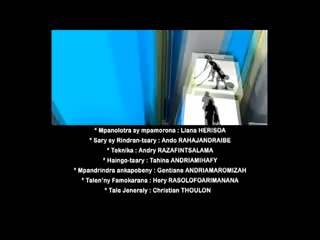 * Mpanolotra sy mpamorona : Liana HERISOA
* Sary sy Rindran-tsary : Ando RAHAJANDRAIBE
* Teknika : Andry RAZAFINTSALAMA
* Haingo-tsary : Tahina ANDRIAMIHAFY
* Mpandrindra ankapobeny : Gentiane ANDRIAMAROMIZAH
* Talen'ny Famokarana : Hery RASOLOFOARIMANANA
* Tale Jeneraly : Christian THOULON